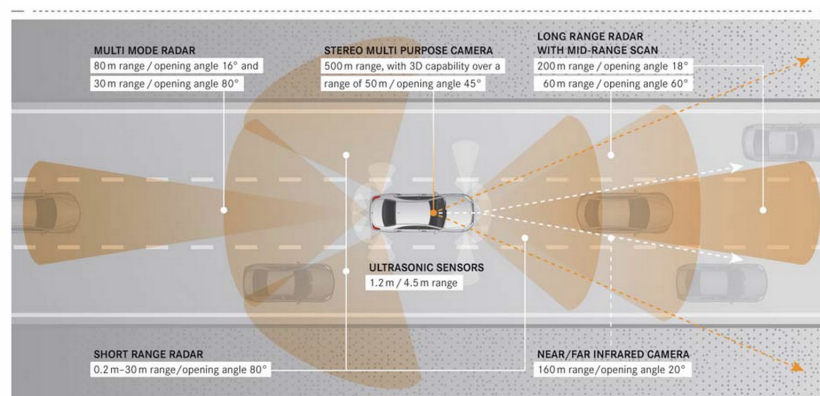 MULTI MODE RADAR
80 m range / opening angle 16° and
30 m range / opening angle 80°
STEREO MULTI PURPOSE CAMERA
500 m range, with 3D capability over a
range of 50 m / opening angle 45°
LONG RANGE RADAR
WITH MID-RANGE SCAN
200 m range / opening angle 18°
60 m range / opening angle 60°
ULTRASONIC SENSORS
1.2 m / 4.5 m range
SHORT RANGE RADAR
0.2 m–30 m range/opening angle 80°
NEAR/FAR INFRARED CAMERA
160 m range/opening angle 20°